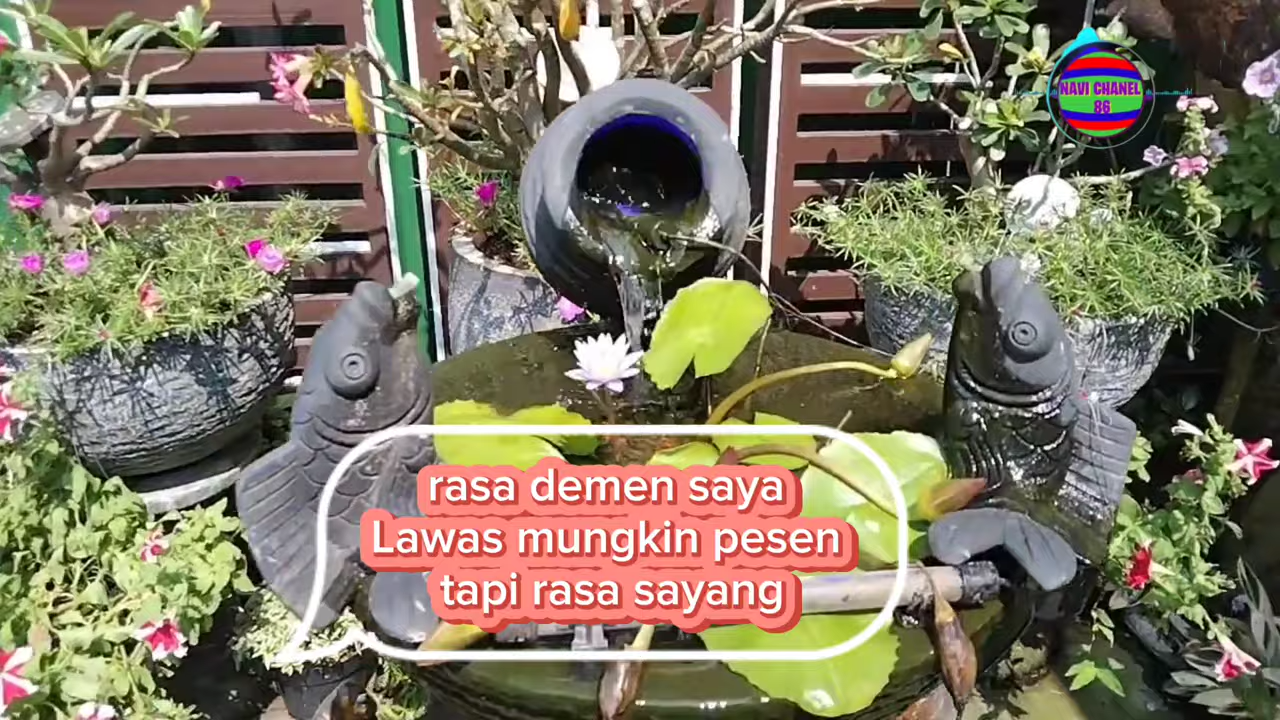 NAVI CHANEL
86
rasa demen saya
Lawas mungkin pesen
tapi rasa sayang